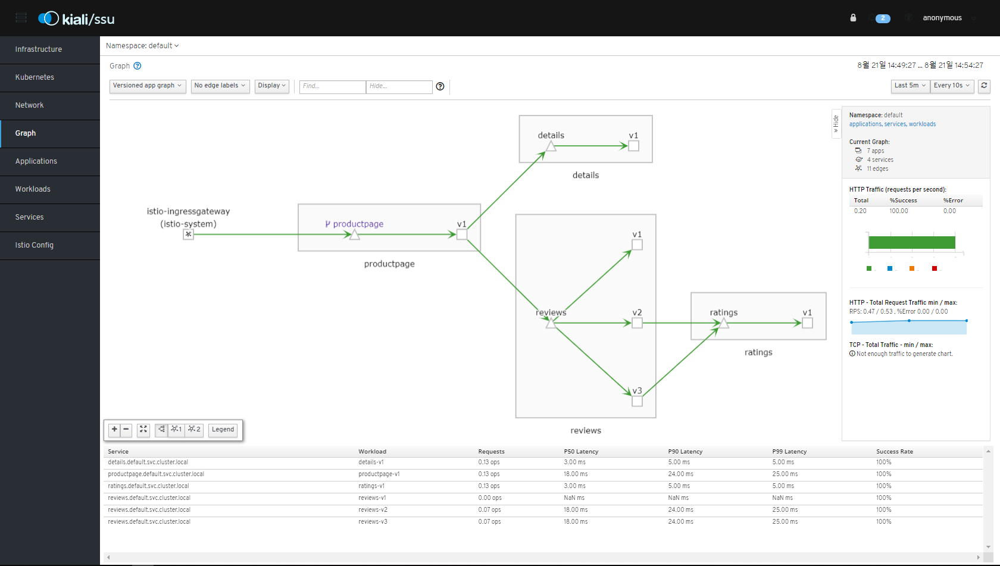 kiali/ssu
2
anonymous
Infrastructure
Kubernetes
Network
Graph
Applications
Workloads
Services
Istio Config
Namespace: default
Graph
8월 21일 14:49:27 ... 8월 21일 14:54:27
Versioned app graph
No edge labels
Display
Find...
Hide...
Last 5m
Every 10s
details
v1
details
istio-ingressgateway
(istio-system)
productpage
v1
productpage
v1
reviews
v2
v3
reviews
ratings
v1
ratings
Hide
Namespace: default
applications, services, workloads
Current Graph:
7 apps
4 services
11 edges
HTTP Traffic (requests per second):
Total %Success %Error
0.20 100.00 0.00
HTTP - Total Request Traffic min / max:
RPS: 0.47 / 0.53 , %Error 0.00 / 0.00
TCP - Total Traffic - min / max:
Not enough traffic to generate chart.
1
2
Legend
Service Workload Requests P50 Latency P90 Latency P99 Latency Success Rate
details.default.svc.cluster.local details-v1 0.13 ops 3.00 ms 5.00 ms 5.00 ms 100%
productpage.default.svc.cluster.local productpage-v1 0.13 ops 18.00 ms 24.00 ms 25.00 ms 100%
ratings.default.svc.cluster.local ratings-v1 0.13 ops 3.00 ms 5.00 ms 5.00 ms 100%
reviews.default.svc.cluster.local reviews-v1 0.00 ops NaN ms NaN ms NaN ms 100%
reviews.default.svc.cluster.local reviews-v2 0.07 ops 18.00 ms 24.00 ms 25.00 ms 100%
reviews.default.svc.cluster.local reviews-v3 0.07 ops 18.00 ms 24.00 ms 25.00 ms 100%